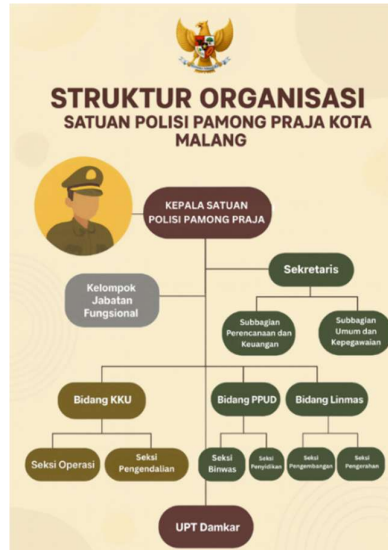 STRUKTUR ORGANISASI
SATUAN POLISI PAMONG PRAJA KOTA
MALANG
KEPALA SATUAN
POLISI PAMONG PRAJA
Sekretaris
Kelompok
Jabatan
Fungsional
Subbagian
Perencanaan dan
Keuangan
Subbagian
Umum dan
Kepegawaian
Bidang KKU
Bidang PPUD
Bidang Linmas
Seksi Operasi
Seksi
Pengendalian
Seksi
Binwas
Seksi
Penyidikan
Seksi
Pengembangan
Seksi
Pengerahan
UPT Damkar